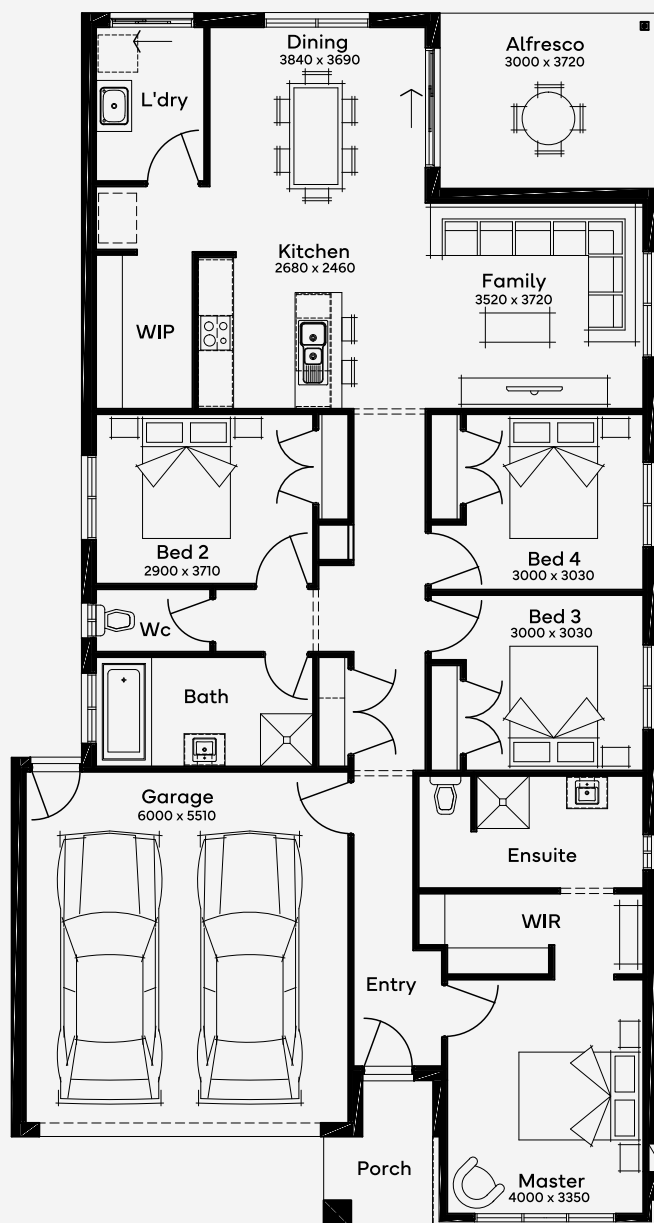 Dining
3840 x 3690
Alfresco
3000 x 3720
L'dry
Kitchen
2680 x 2460
Family
3520 x 3720
WIP
Bed 2
2900 x 3710
Bed 4
3000 x 3030
Wc
Bed 3
3000 x 3030
Bath
Garage
6000 x 5510
Ensuite
WIR
Entry
Porch
Master
4000 x 3350